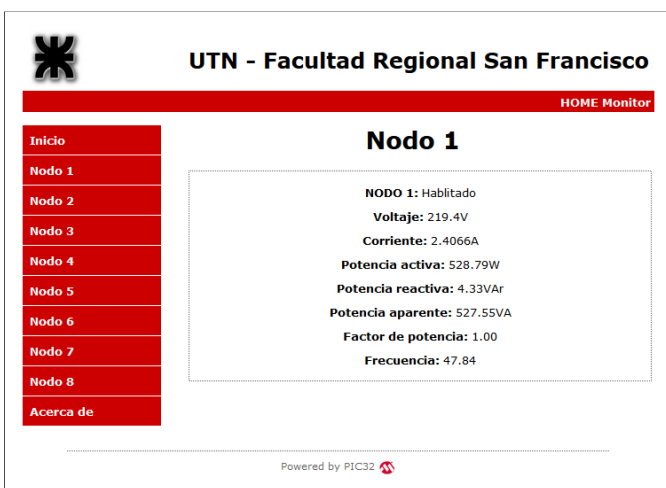 UTN - Facultad Regional San Francisco
HOME Monitor
Inicio
Nodo 1
Nodo 2
Nodo 3
Nodo 4
Nodo 5
Nodo 6
Nodo 7
Nodo 8
Acerca de
Nodo 1
NODO 1: Hablitado
Voltaje: 219.4V
Corriente: 2.4066A
Potencia activa: 528.79W
Potencia reactiva: 4.33VAr
Potencia aparente: 527.55VA
Factor de potencia: 1.00
Frecuencia: 47.84
Powered by PIC32